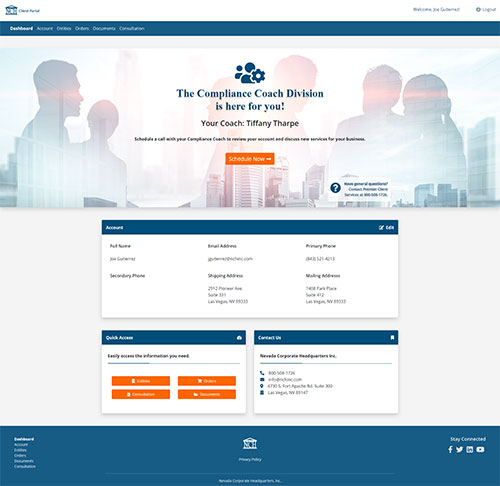 NCH Client Portal
Welcome, Joe Gutierrez!
Logout
Dashboard Account Entities Orders Documents Consultation
The Compliance Coach Division
is here for you!
Your Coach: Tiffany Tharpe
Schedule a call with your Compliance Coach to review your account and discuss new services for your business.
Schedule Now
Have general questions?
Contact Premier Client
Services at 800-508-1726.
Account
Edit
Full Name Email Address Primary Phone
Joe Gutierrez jgutierrez@nchinc.com (843) 121-4213
Secondary Phone Shipping Address Mailing Addresss
2912 Pioneer Ave. 1408 Park Place
Suite 331 Suite 412
Las Vegas, NV 89333 Las Vegas, NV 89333
Quick Access
Contact Us
Easily access the information you need.
Nevada Corporate Headquarters Inc.
Entities Orders
Consultation Documents
800-508-1726
info@nchinc.com
4730 S. Fort Apache Rd. Suite 300
Las Vegas, NV 89147
Dashboard
Account
Entities
Orders
Documents
Consultation
NCH
Privacy Policy
Stay Connected
Nevada Corporate Headquarters, Inc.